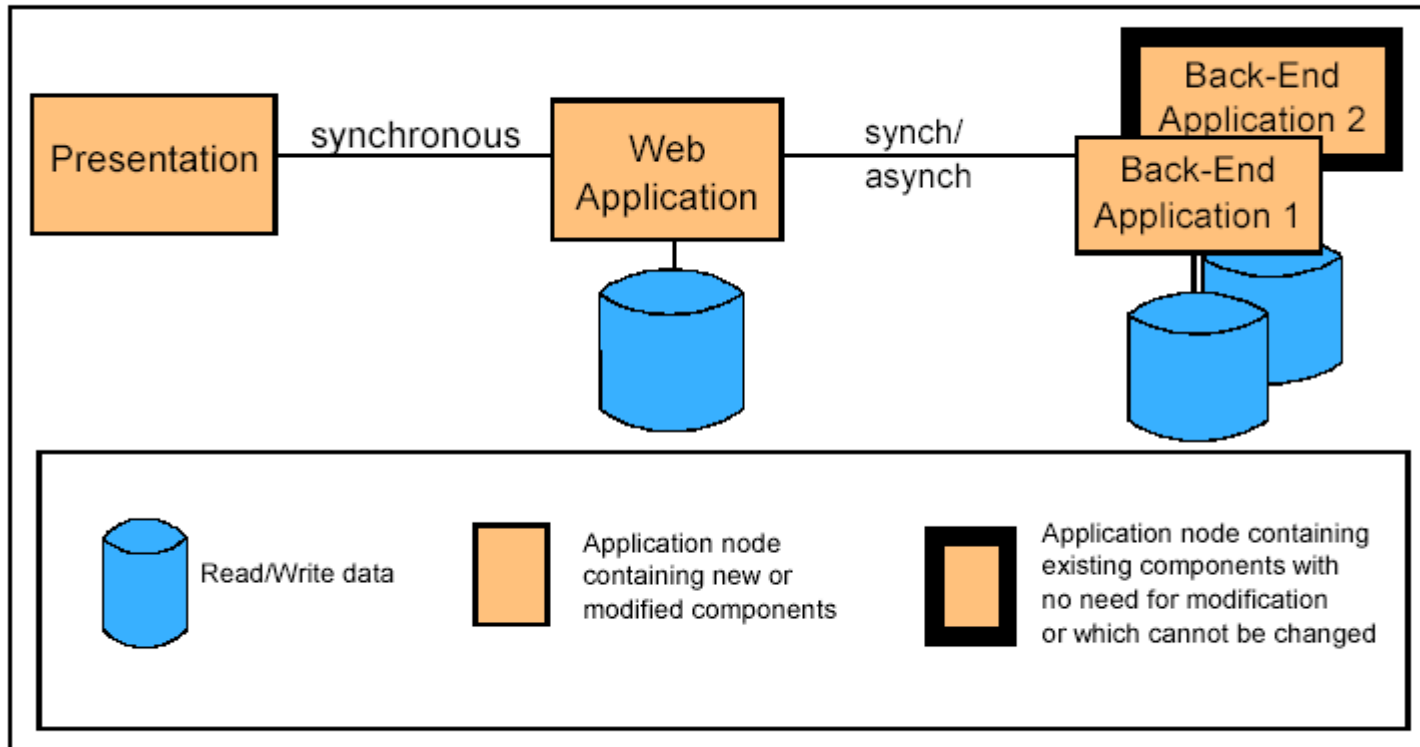 Presentation
synchronous
Web
Application
synch/
asynch
Back-End
Application 2
Back-End
Application 1
Read/Write data
Application node
containing new or
modified components
Application node containing
existing components with
no need for modification
or which cannot be changed